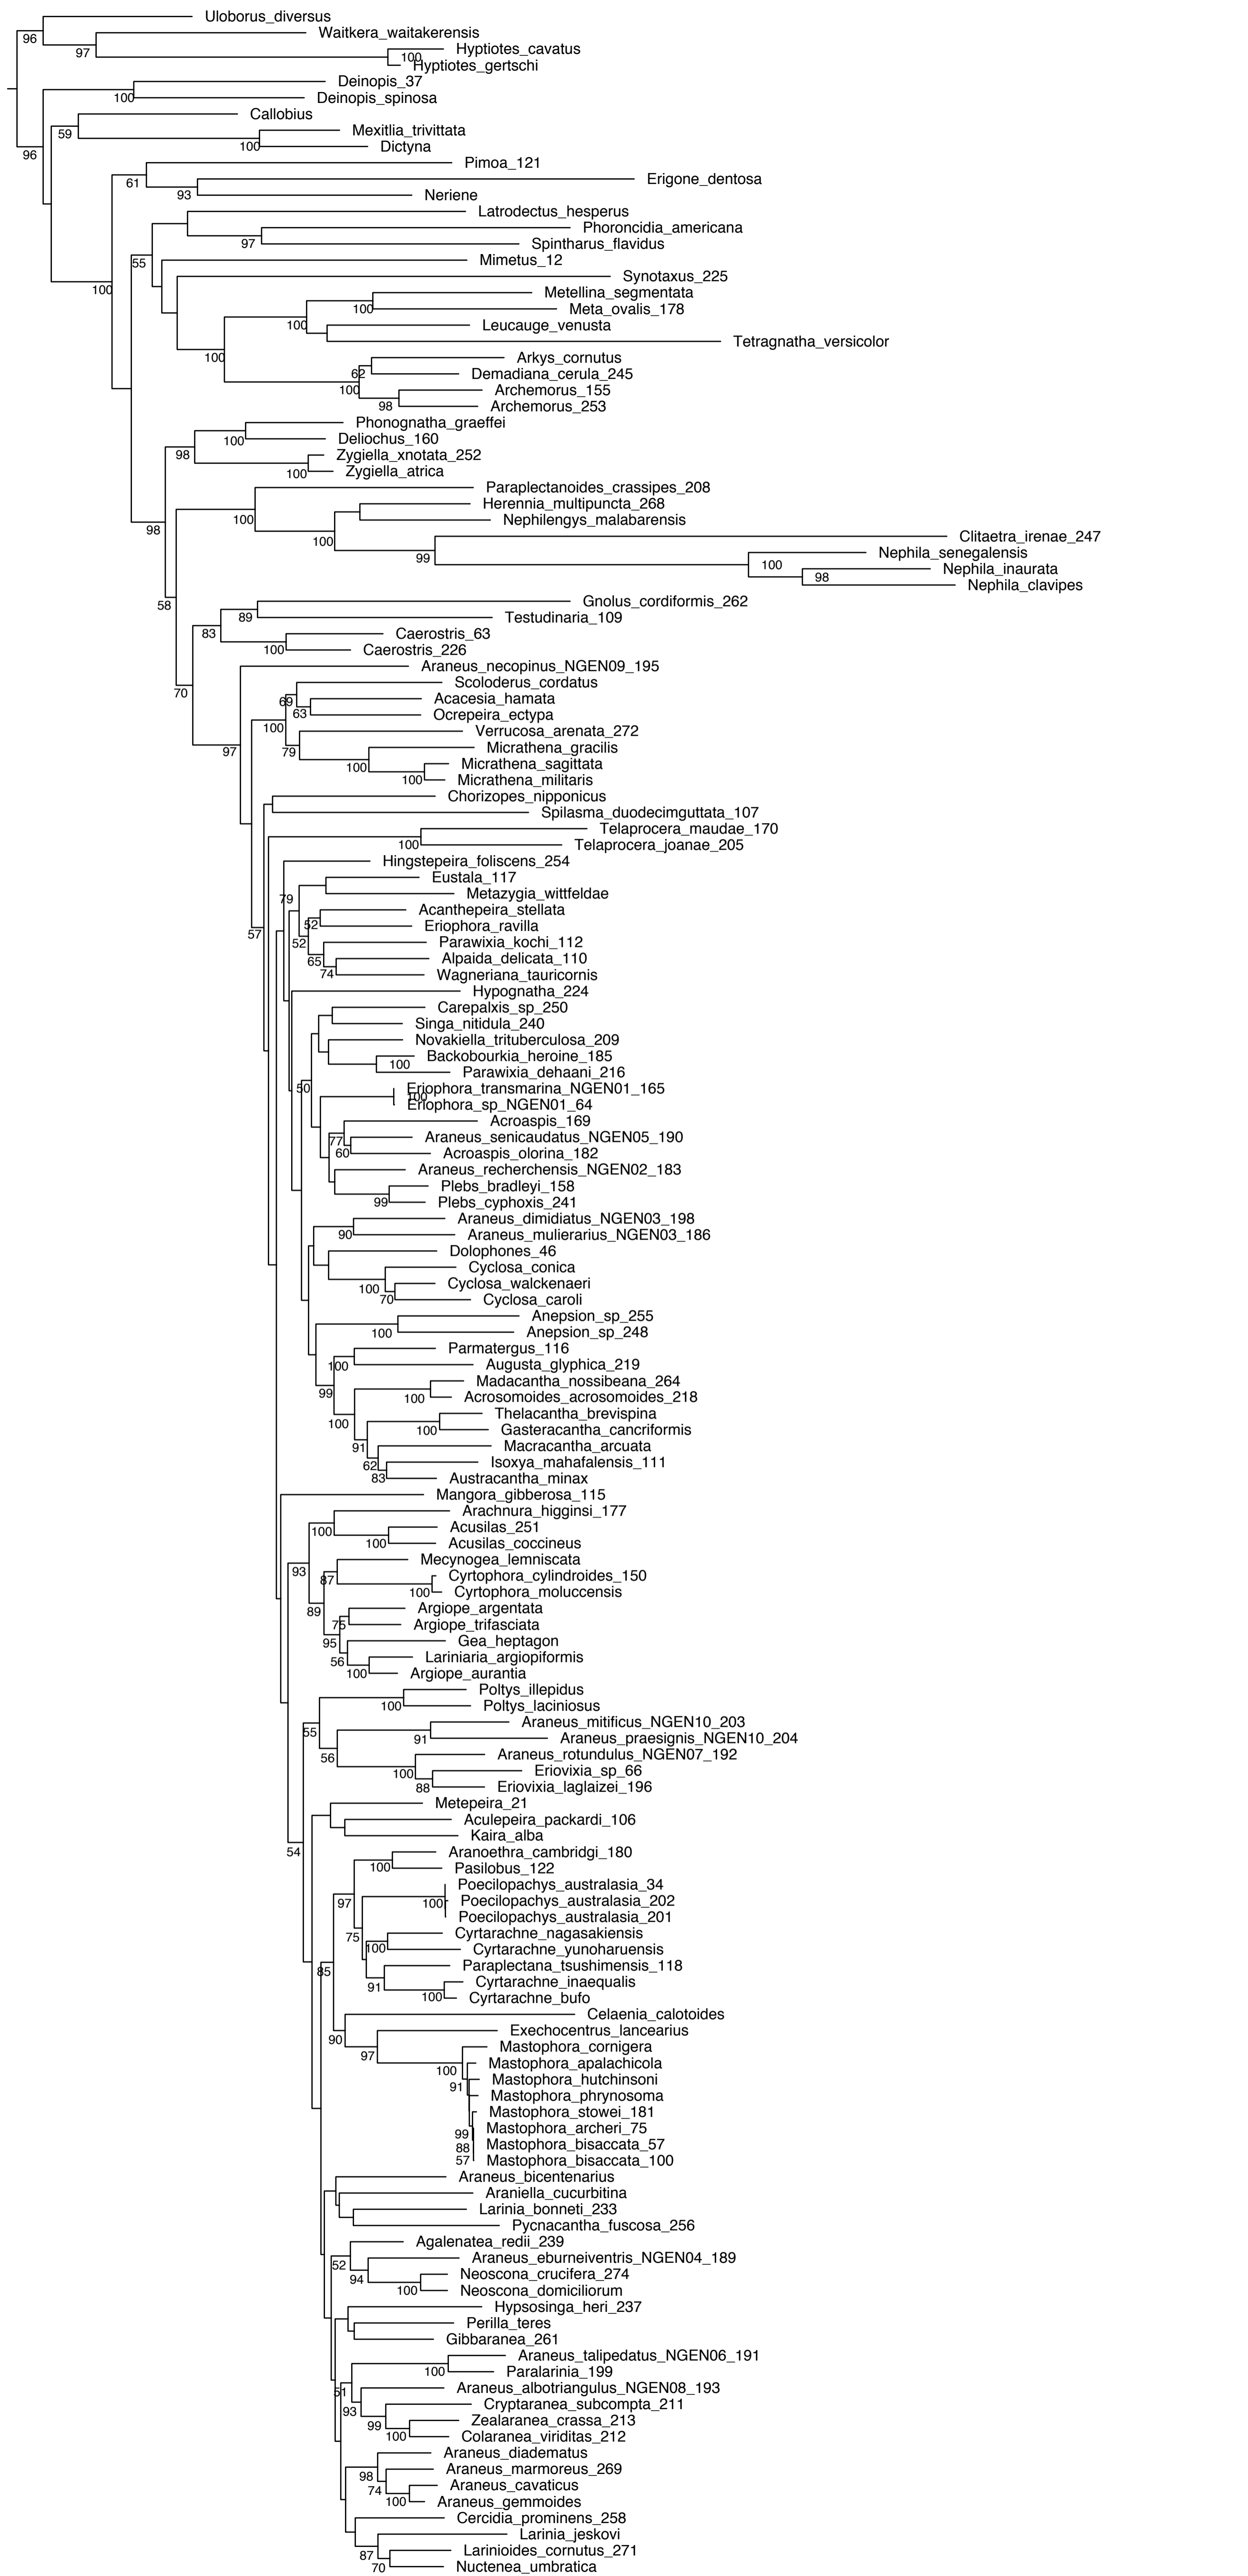 Uloborus_diversus
96
Waitkera_waitakerensis
97
Hyptiotes_cavatus
100
Hyptiotes_gertschi
Deinopis_37
100
Deinopis_spinosa
Callobius
59
Mexitlia_trivittata
100
Dictyna
96
Pimoa_121
61
Erigone_dentosa
93
Neriene
Latrodectus_hesperus
Phoroncidia_americana
97
Spintharus_flavidus
55
Mimetus_12
Synotaxus_225
100
Metellina_segmentata
100
Meta_ovalis_178
100
Leucauge_venusta
Tetragnatha_versicolor
100
Arkys_cornutus
62
Demadiana_cerula_245
100
Archemorus_155
98
Archemorus_253
Phonognatha_graeffei
100
Deliochus_160
98
Zygiella_xnotata_252
100
Zygiella_atrica
Paraplectanoides_crassipes_208
Herennia_multipuncta_268
100
Nephilengys_malabarensis
98
100
Clitaetra_irenae_247
99
Nephila_senegalensis
100
Nephila_inaurata
98
Nephila_clavipes
58
Gnolus_cordiformis_262
89
Testudinaria_109
83
Caerostris_63
100
Caerostris_226
Araneus_necopinus_NGEN09_195
Scoloderus_cordatus
70
69
Acacesia_hamata
63
Ocrepeira_ectypa
100
Verrucosa_arenata_272
97
79
Micrathena_gracilis
100
Micrathena_sagittata
100
Micrathena_militaris
Chorizopes_nipponicus
Spilasma_duodecimguttata_107
Telaprocera_maudae_170
100
Telaprocera_joanae_205
Hingstepeira_foliscens_254
Eustala_117
Metazygia_wittfeldae
79
Acanthepeira_stellata
52
Eriophora_ravilla
57
52
Parawixia_kochi_112
65
Alpaida_delicata_110
74
Wagneriana_tauricornis
Hypognatha_224
Carepalxis_sp_250
Singa_nitidula_240
Novakiella_trituberculosa_209
Backobourkia_heroine_185
100
Parawixia_dehaani_216
50
Eriophora_transmarina_NGEN01_165
100
Eriophora_sp_NGEN01_64
Acroaspis_169
77
Araneus_senicaudatus_NGEN05_190
60
Acroaspis_olorina_182
Araneus_recherchensis_NGEN02_183
Plebs_bradleyi_158
99
Plebs_cyphoxis_241
Araneus_dimidiatus_NGEN03_198
90
Araneus_mulierarius_NGEN03_186
Dolophones_46
Cyclosa_conica
100
Cyclosa_walckenaeri
70
Cyclosa_caroli
Anepsion_sp_255
100
Anepsion_sp_248
Parmatergus_116
100
Augusta_glyphica_219
99
Madacantha_nossibeana_264
100
Acrosomoides_acrosomoides_218
100
Thelacantha_brevispina
100
Gasteracantha_cancriformis
91
Macracantha_arcuata
62
Isoxya_mahafalensis_111
83
Austracantha_minax
Mangora_gibberosa_115
Arachnura_higginsi_177
100
Acusilas_251
100
Acusilas_coccineus
93
Mecynogea_lemniscata
87
Cyrtophora_cylindroides_150
100
Cyrtophora_moluccensis
89
Argiope_argentata
75
Argiope_trifasciata
95
Gea_heptagon
56
Lariniaria_argiopiformis
100
Argiope_aurantia
Poltys_illepidus
100
Poltys_laciniosus
55
Araneus_mitificus_NGEN10_203
91
Araneus_praesignis_NGEN10_204
56
Araneus_rotundulus_NGEN07_192
100
Eriovixia_sp_66
88
Eriovixia_laglaizei_196
Metepeira_21
Aculepeira_packardi_106
Kaira_alba
54
Aranoethra_cambridgi_180
100
Pasilobus_122
Poecilopachys_australasia_34
97
100
Poecilopachys_australasia_202
Poecilopachys_australasia_201
75
Cyrtarachne_nagasakiensis
100
Cyrtarachne_yunoharuensis
85
Paraplectana_tsushimensis_118
91
Cyrtarachne_inaequalis
100
Cyrtarachne_bufo
Celaenia_calotoides
90
Exechocentrus_lancearius
97
Mastophora_cornigera
100
Mastophora_apalachicola
91
Mastophora_hutchinsoni
Mastophora_phrynosoma
Mastophora_stowei_181
Mastophora_archeri_75
99
Mastophora_bisaccata_57
88
57
Mastophora_bisaccata_100
Araneus_bicentenarius
Araniella_cucurbitina
Larinia_bonneti_233
Pycnacantha_fuscosa_256
Agalenatea_redii_239
52
Araneus_eburneiventris_NGEN04_189
94
Neoscona_crucifera_274
100
Neoscona_domiciliorum
Hypsosinga_heri_237
Perilla_teres
Gibbaranea_261
Araneus_talipedatus_NGEN06_191
100
Paralarinia_199
51
Araneus_albotriangulus_NGEN08_193
93
Cryptaranea_subcompta_211
99
Zealaranea_crassa_213
100
Colaranea_viriditas_212
Araneus_diadematus
98
Araneus_marmoreus_269
74
Araneus_cavaticus
100
Araneus_gemmoides
Cercidia_prominens_258
Larinia_jeskovi
87
Larinioides_cornutus_271
70
Nuctenea_umbratica